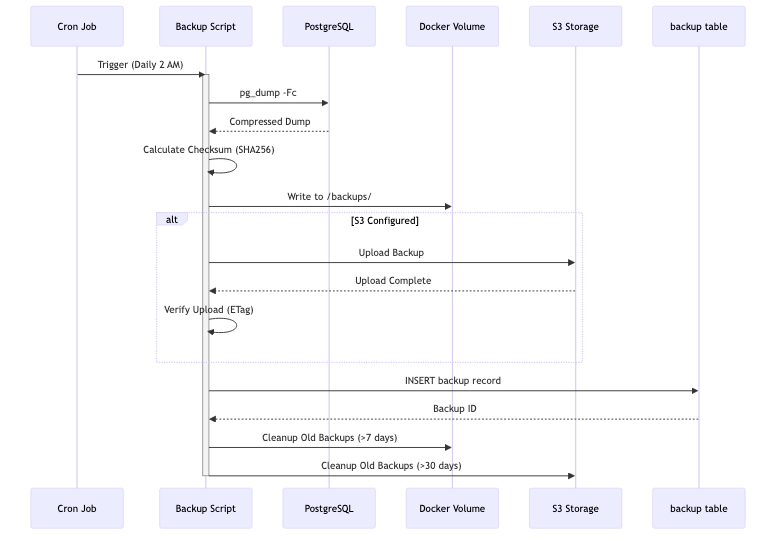 Cron Job
Backup Script
PostgreSQL
Docker Volume
S3 Storage
backup table
Trigger (Daily 2 AM)
pg_dump -Fc
Compressed Dump
Calculate Checksum (SHA256)
Write to /backups/
alt
[S3 Configured]
Upload Backup
Upload Complete
Verify Upload (ETag)
INSERT backup record
Backup ID
Cleanup Old Backups (>7 days)
Cleanup Old Backups (>30 days)
Cron Job
Backup Script
PostgreSQL
Docker Volume
S3 Storage
backup table